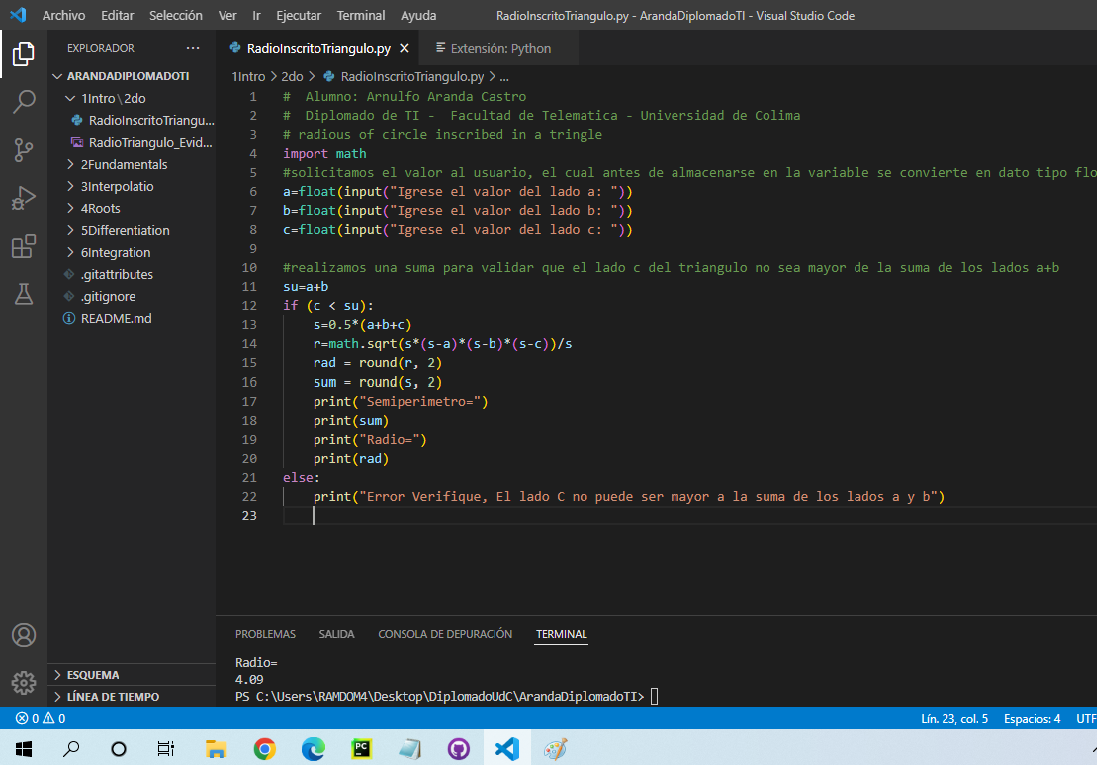 Archivo Editar Selección Ver Ir Ejecutar Terminal Ayuda RadioInscritoTriangulo.py - ArandaDiplomadoTI - Visual Studio Code
EXPLORADOR ···
ARANDADIPLOMADOTI
1Intro \ 2do
RadioInscritoTriangu...
RadioTriangulo_Evid...
2Fundamentals
3Interpolatio
4Roots
5Differentiation
6Integration
.gitattributes
.gitignore
README.md
ESQUEMA
LÍNEA DE TIEMPO
RadioInscritoTriangulo.py Extensión: Python
1Intro > 2do > RadioInscritoTriangulo.py > ...
1 # Alumno: Arnulfo Aranda Castro
2 # Diplomado de TI - Facultad de Telematica - Universidad de Colima
3 # radious of circle inscribed in a tringle
4 import math
5 #solicitamos el valor al usuario, el cual antes de almacenarse en la variable se convierte en dato tipo flo
6 a=float(input("Igrese el valor del lado a: "))
7 b=float(input("Igrese el valor del lado b: "))
8 c=float(input("Igrese el valor del lado c: "))
9
10 #realizamos una suma para validar que el lado c del triangulo no sea mayor de la suma de los lados a+b
11 su=a+b
12 if (c < su):
13     s=0.5*(a+b+c)
14     r=math.sqrt(s*(s-a)*(s-b)*(s-c))/s
15     rad = round(r, 2)
16     sum = round(s, 2)
17     print("Semiperimetro=")
18     print(sum)
19     print("Radio=")
20     print(rad)
21 else:
22     print("Error Verifique, El lado C no puede ser mayor a la suma de los lados a y b")
23
PROBLEMAS SALIDA CONSOLA DE DEPURACIÓN TERMINAL
Radio=
4.09
PS C:\Users\RAMDOM4\Desktop\DiplomadoUdC\ArandaDiplomadoTI>
0 0 Lín. 23, col. 5 Espacios: 4 UTF
PC